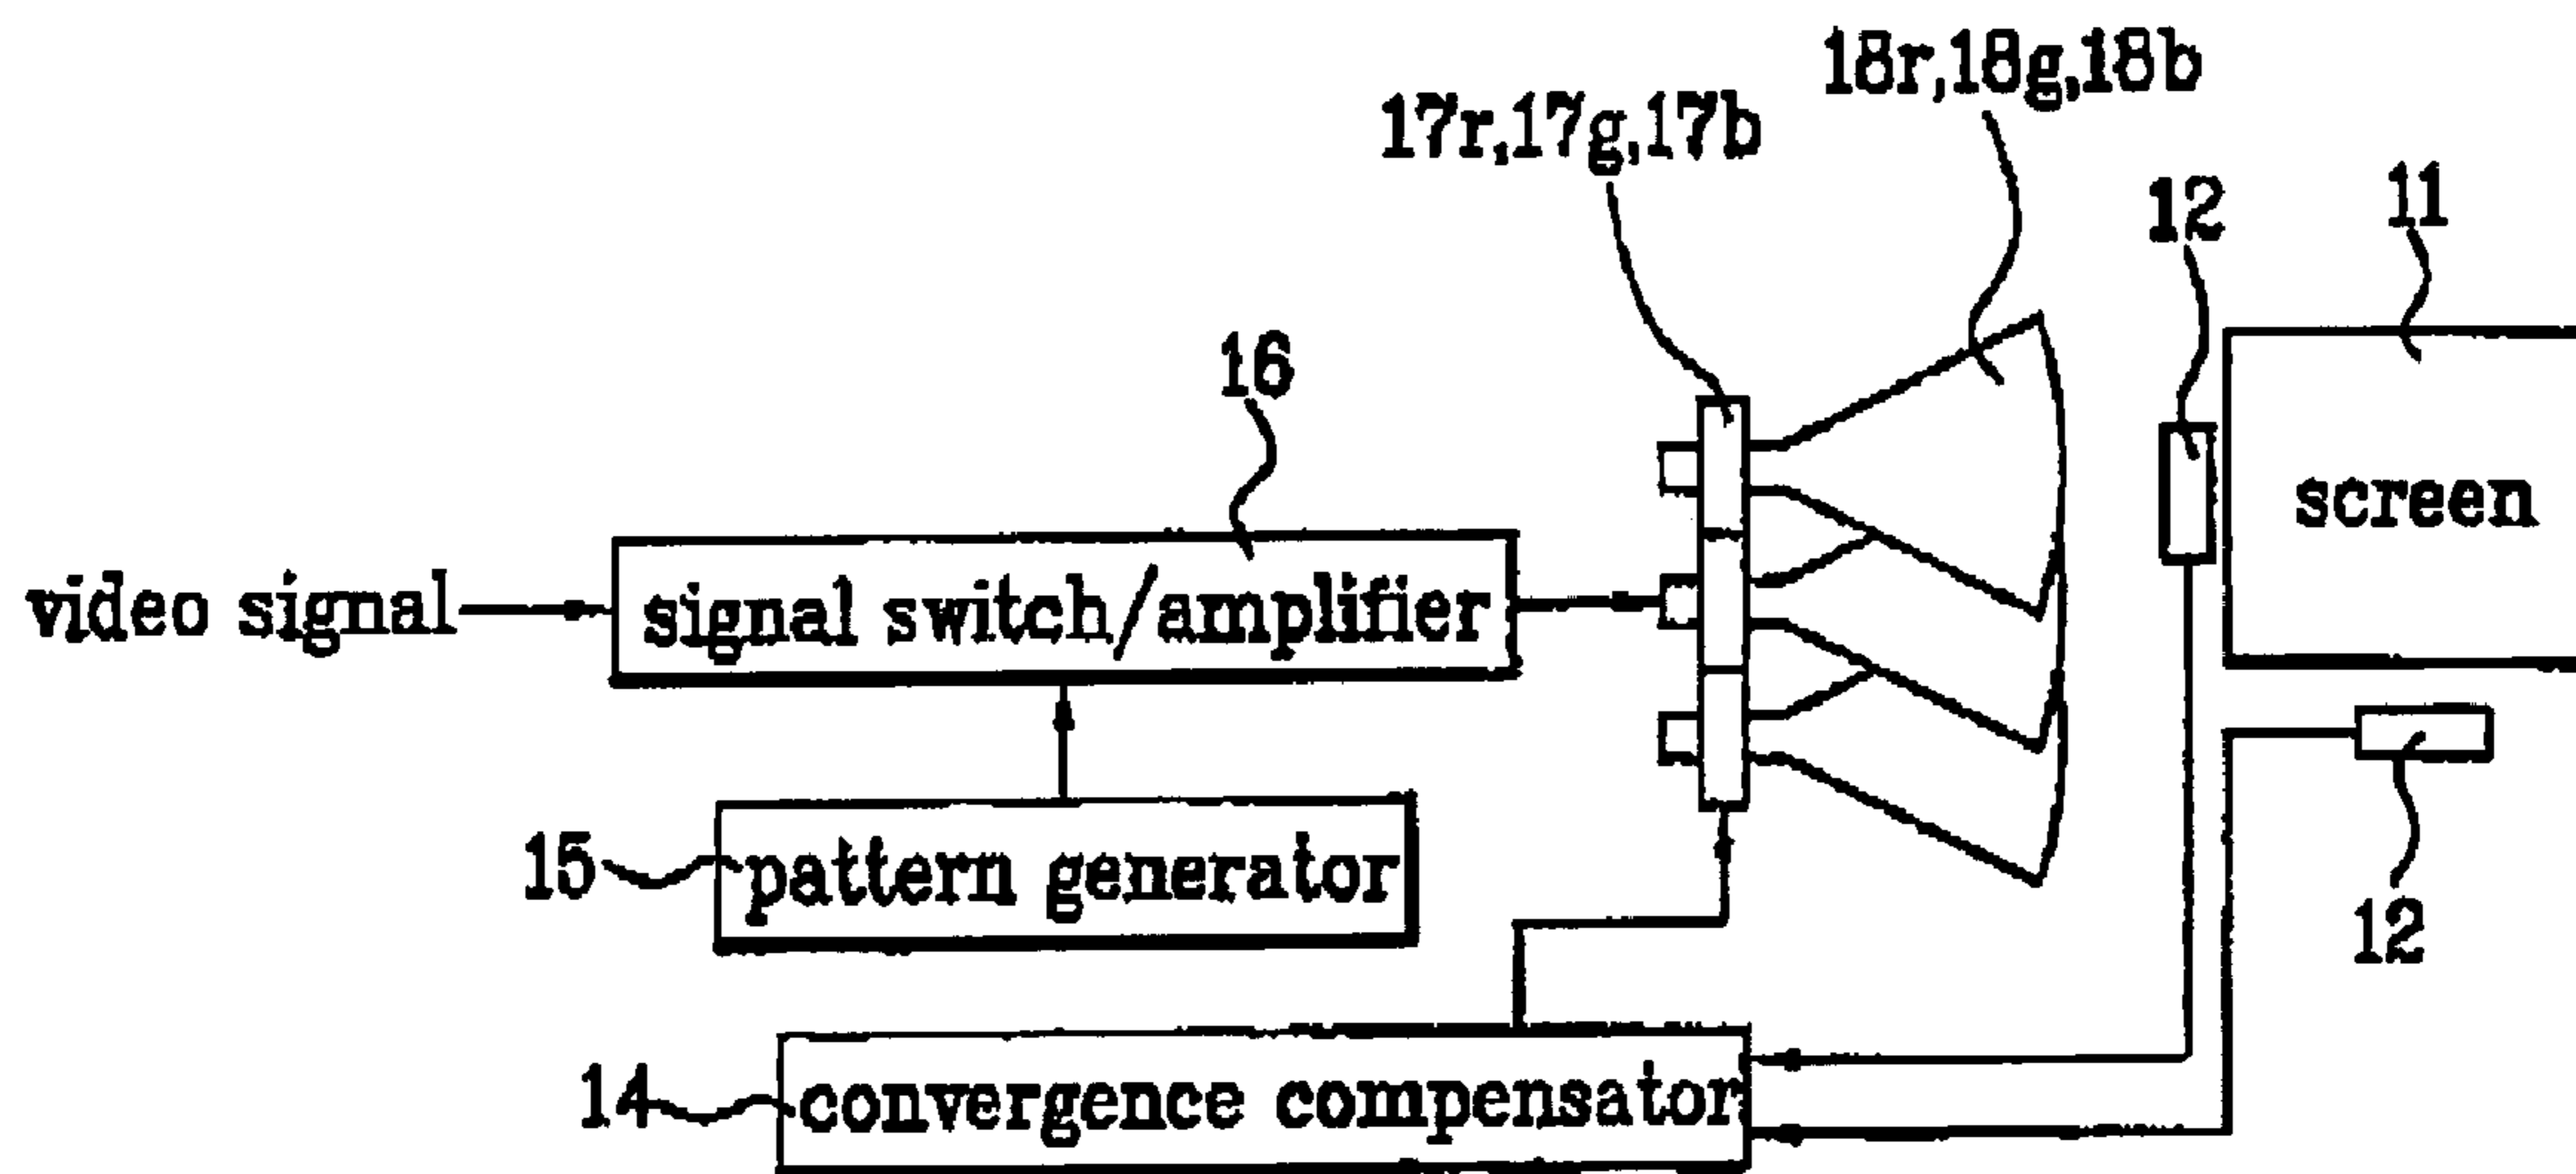 18r,18g,18b
17r,17g,17b
12
11
16
screen
video signal
signal switch/amplifier
15
pattern generator
12
14
convergence compensator